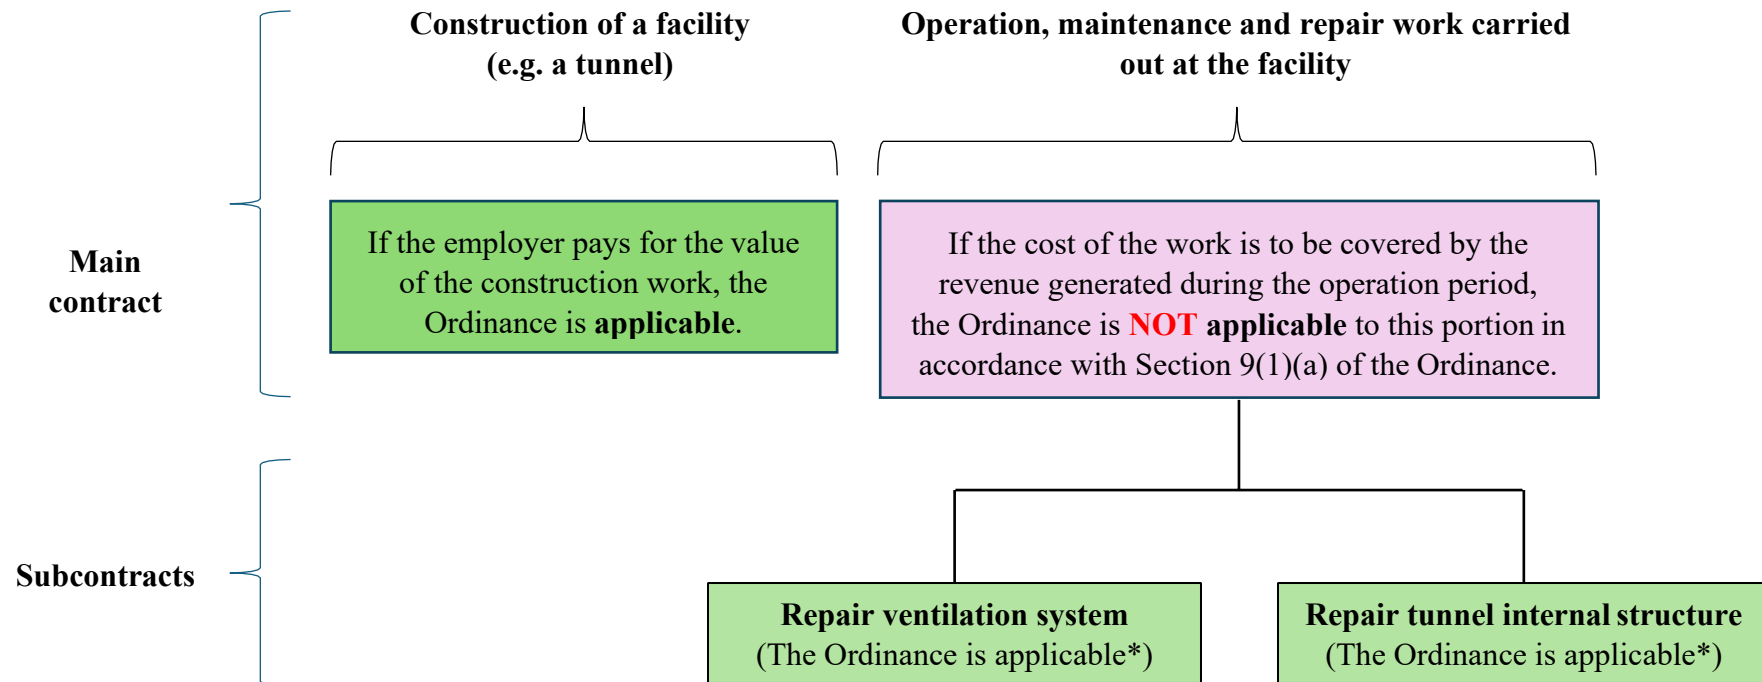 Construction of a facility
(e.g. a tunnel)
Operation, maintenance and repair work carried
out at the facility
Main
contract
If the employer pays for the value
of the construction work, the
Ordinance is applicable.
If the cost of the work is to be covered by the
revenue generated during the operation period,
the Ordinance is NOT applicable to this portion in
accordance with Section 9(1)(a) of the Ordinance.
Subcontracts
Repair ventilation system
(The Ordinance is applicable*)
Repair tunnel internal structure
(The Ordinance is applicable*)